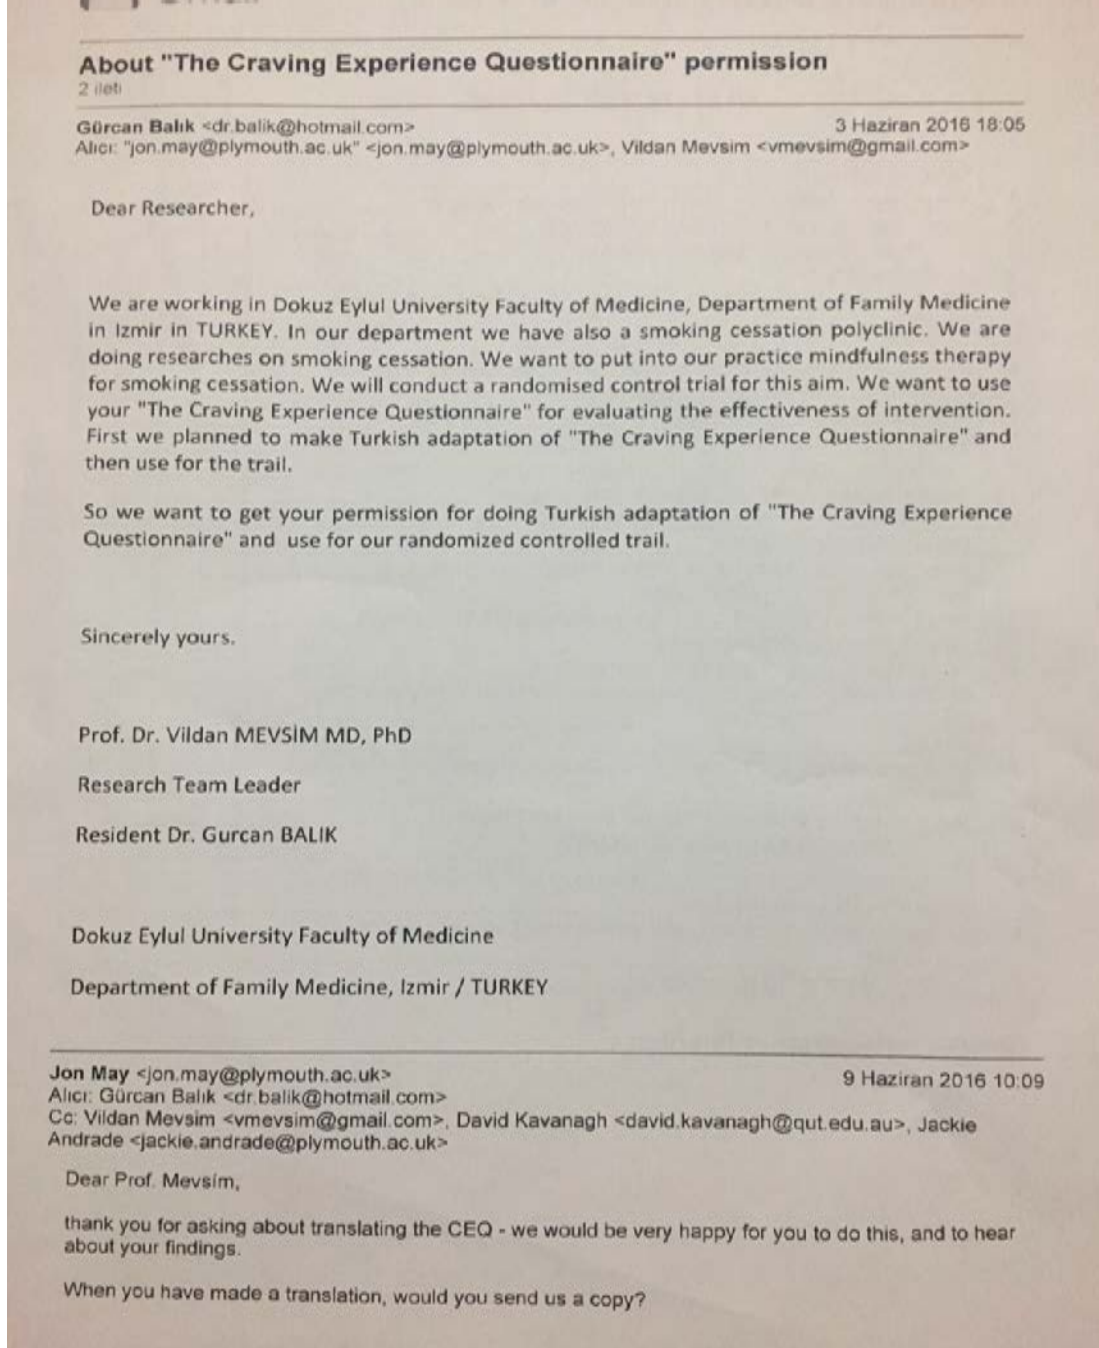 About "The Craving Experience Questionnaire" permission
2 ileti
Gürcan Balık <dr.balik@hotmail.com>
3 Haziran 2016 18:05
Alıcı: "jon.may@plymouth.ac.uk" <jon.may@plymouth.ac.uk>, Vildan Mevsim <vmevsim@gmail.com>
Dear Researcher,
We are working in Dokuz Eylul University Faculty of Medicine, Department of Family Medicine
in Izmir in TURKEY. In our department we have also a smoking cessation polyclinic. We are
doing researches on smoking cessation. We want to put into our practice mindfulness therapy
for smoking cessation. We will conduct a randomised control trial for this aim. We want to use
your "The Craving Experience Questionnaire" for evaluating the effectiveness of intervention.
First we planned to make Turkish adaptation of "The Craving Experience Questionnaire" and
then use for the trail.
So we want to get your permission for doing Turkish adaptation of "The Craving Experience
Questionnaire" and use for our randomized controlled trail.
Sincerely yours.
Prof. Dr. Vildan MEVSİM MD, PhD
Research Team Leader
Resident Dr. Gurcan BALIK
Dokuz Eylul University Faculty of Medicine
Department of Family Medicine, Izmir / TURKEY
Jon May <jon.may@plymouth.ac.uk>
9 Haziran 2016 10:09
Alıcı: Gürcan Balık <dr.balik@hotmail.com>
Cc: Vildan Mevsim <vmevsim@gmail.com>, David Kavanagh <david.kavanagh@qut.edu.au>, Jackie
Andrade <jackie.andrade@plymouth.ac.uk>
Dear Prof. Mevsim,
thank you for asking about translating the CEQ - we would be very happy for you to do this, and to hear
about your findings.
When you have made a translation, would you send us a copy?